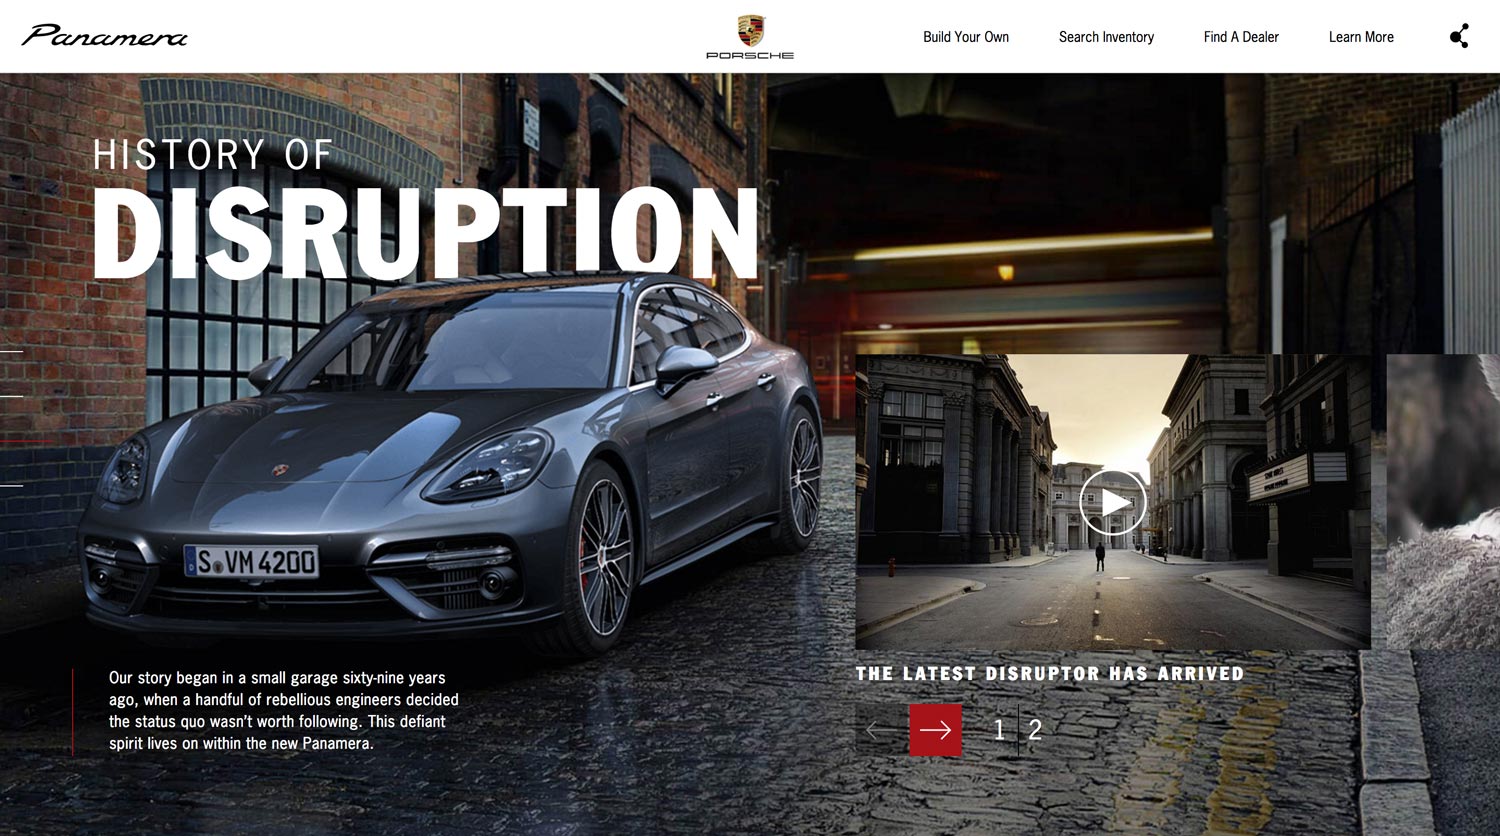 Panamera
PORSCHE
Build Your Own
Search Inventory
Find A Dealer
Learn More
HISTORY OF
DISRUPTION
S VM 4200
THE LATEST DISRUPTOR HAS ARRIVED
Our story began in a small garage sixty-nine years
ago, when a handful of rebellious engineers decided
the status quo wasn't worth following. This defiant
spirit lives on within the new Panamera.
1 2